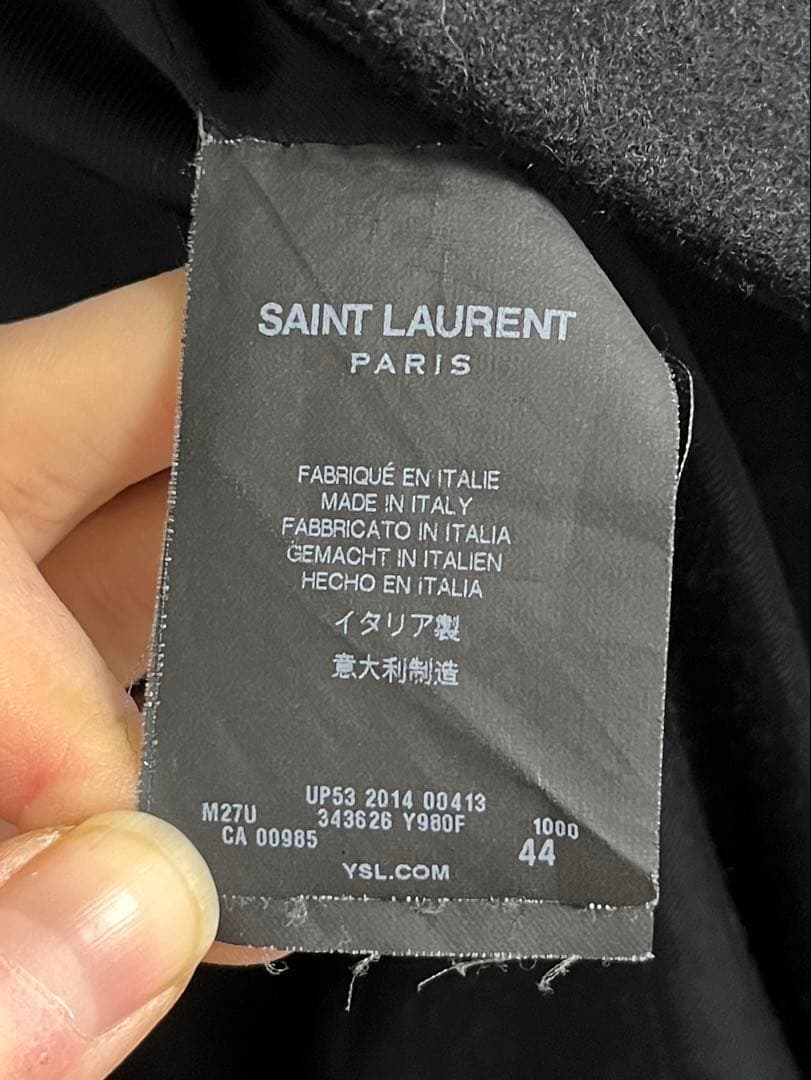 SAINT LAURENT
PARIS
FABRIQUÉ EN ITALIE
MADE IN ITALY
FABBRICATO IN ITALIA
GEMACHT IN ITALIEN
HECHO EN ITALIA
イタリア製
意大利制造
UP53 2014 00413
M27U 343626 Y980F 1000
CA 00985 44
YSL.COM